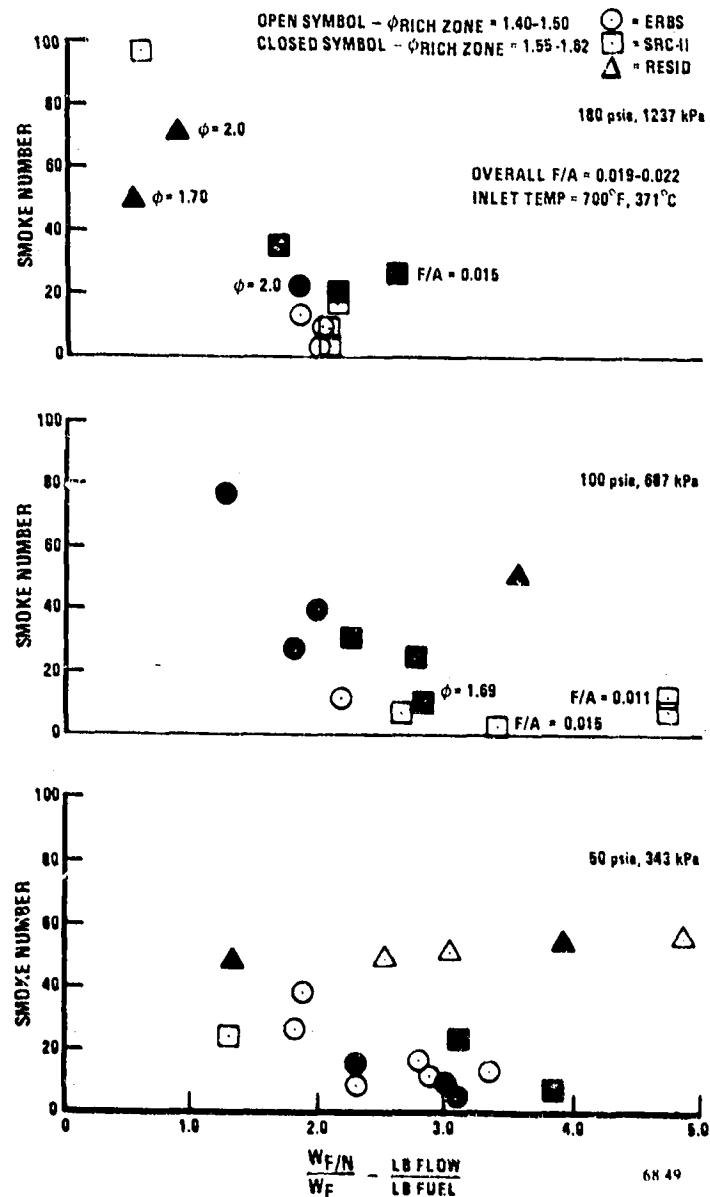 OPEN SYMBOL – ϕRICH ZONE = 1.40-1.50
CLOSED SYMBOL – ϕRICH ZONE = 1.55-1.62
= ERBS
= SRC-II
= RESID
180 psia, 1237 kPa
OVERALL F/A = 0.019-0.022
INLET TEMP = 700°F, 371°C
SMOKE NUMBER
100
80
60
40
20
0
ϕ = 2.0
ϕ = 1.70
ϕ = 2.0
F/A = 0.015
100 psia, 687 kPa
SMOKE NUMBER
100
80
60
40
20
0
ϕ = 1.69
F/A = 0.011
F/A = 0.015
50 psia, 343 kPa
SMOKE NUMBER
100
80
60
40
20
0
0.0
1.0
2.0
3.0
4.0
5.0
WF/N
WF
– LB FLOW
LB FUEL
68-49